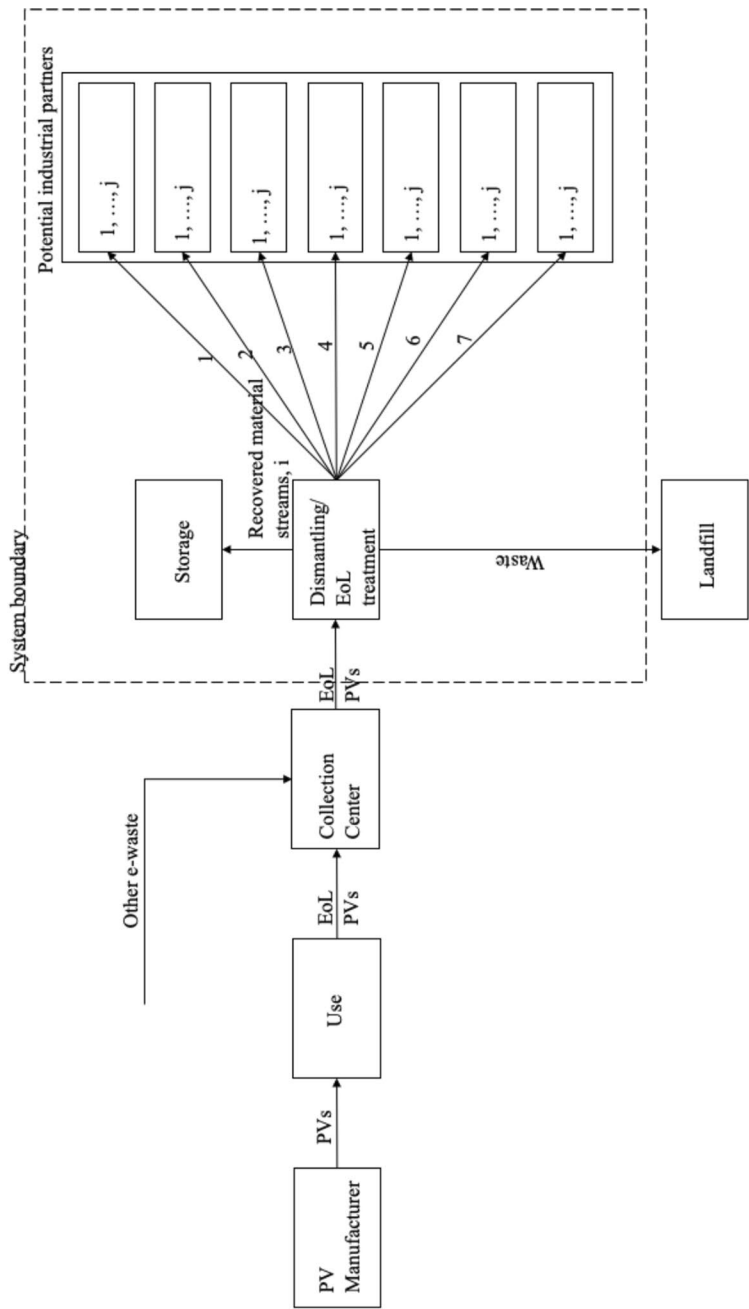 System boundary
Potential industrial partners
Other e-waste
Storage
Recovered material
streams, i
1
2
3
4
5
6
7
1, …, j
1, …, j
1, …, j
1, …, j
1, …, j
1, …, j
1, …, j
PV
Manufacturer
PVs
Use
EoL
PVs
Collection
Center
EoL
PVs
Dismantling/
EoL
treatment
Waste
Landfill